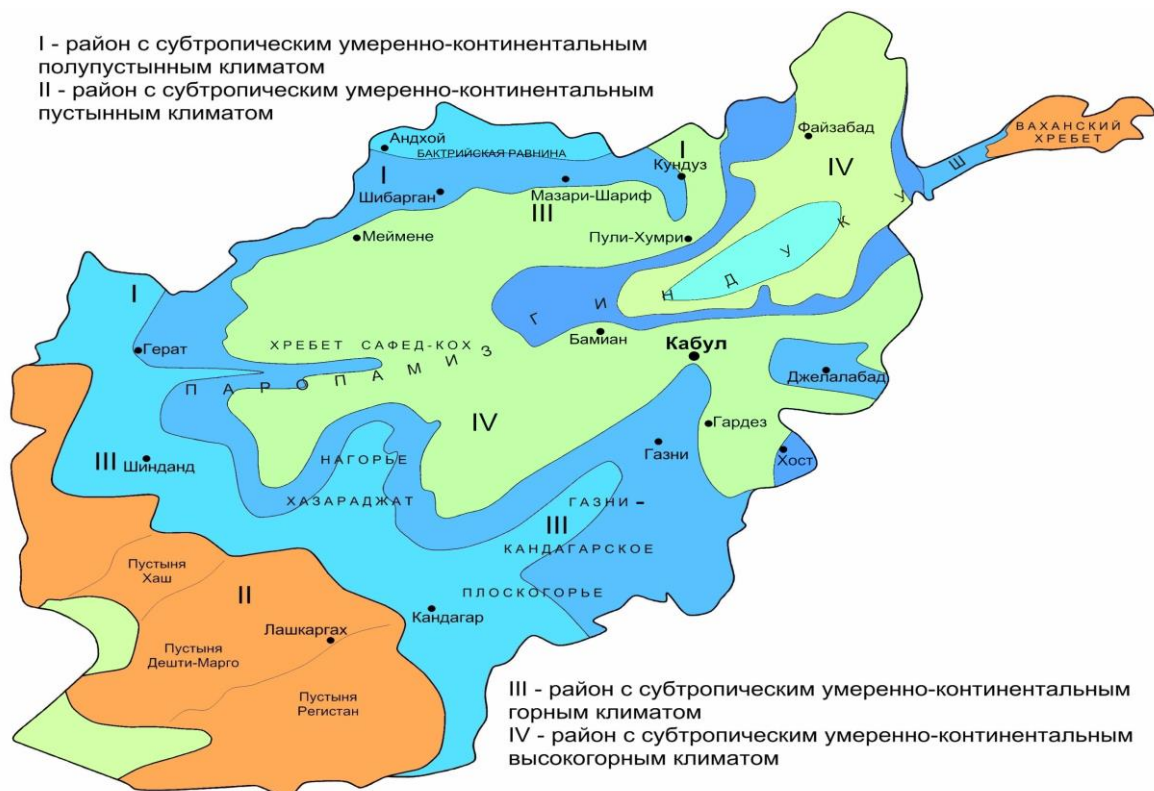 I - район с субтропическим умеренно-континентальным
полупустынным климатом
II - район с субтропическим умеренно-континентальным
пустынным климатом
ВАХАНСКИЙ
ХРЕБЕТ
Файзабад
Андхой
БАКТРИЙСКАЯ РАВНИНА
I
Кундуз
I
Шибарган
Мазари-Шариф
IV
III
Меймене
Пули-Хумри
ГИНДУКУШ
I
Герат
ХРЕБЕТ САФЕД-КОХ
Бамиан
Кабул
ПАРОПАМИЗ
Джелалабад
IV
Гардез
III
Шинданд
НАГОРЬЕ
ХАЗАРАДЖАТ
Газни
Хост
ГАЗНИ –
III
КАНДАГАРСКОЕ
ПЛОСКОГОРЬЕ
Пустыня
Хаш
II
Кандагар
Лашкаргах
Пустыня
Дешти-Марго
Пустыня
Регистан
III - район с субтропическим умеренно-континентальным
горным климатом
IV - район с субтропическим умеренно-континентальным
высокогорным климатом